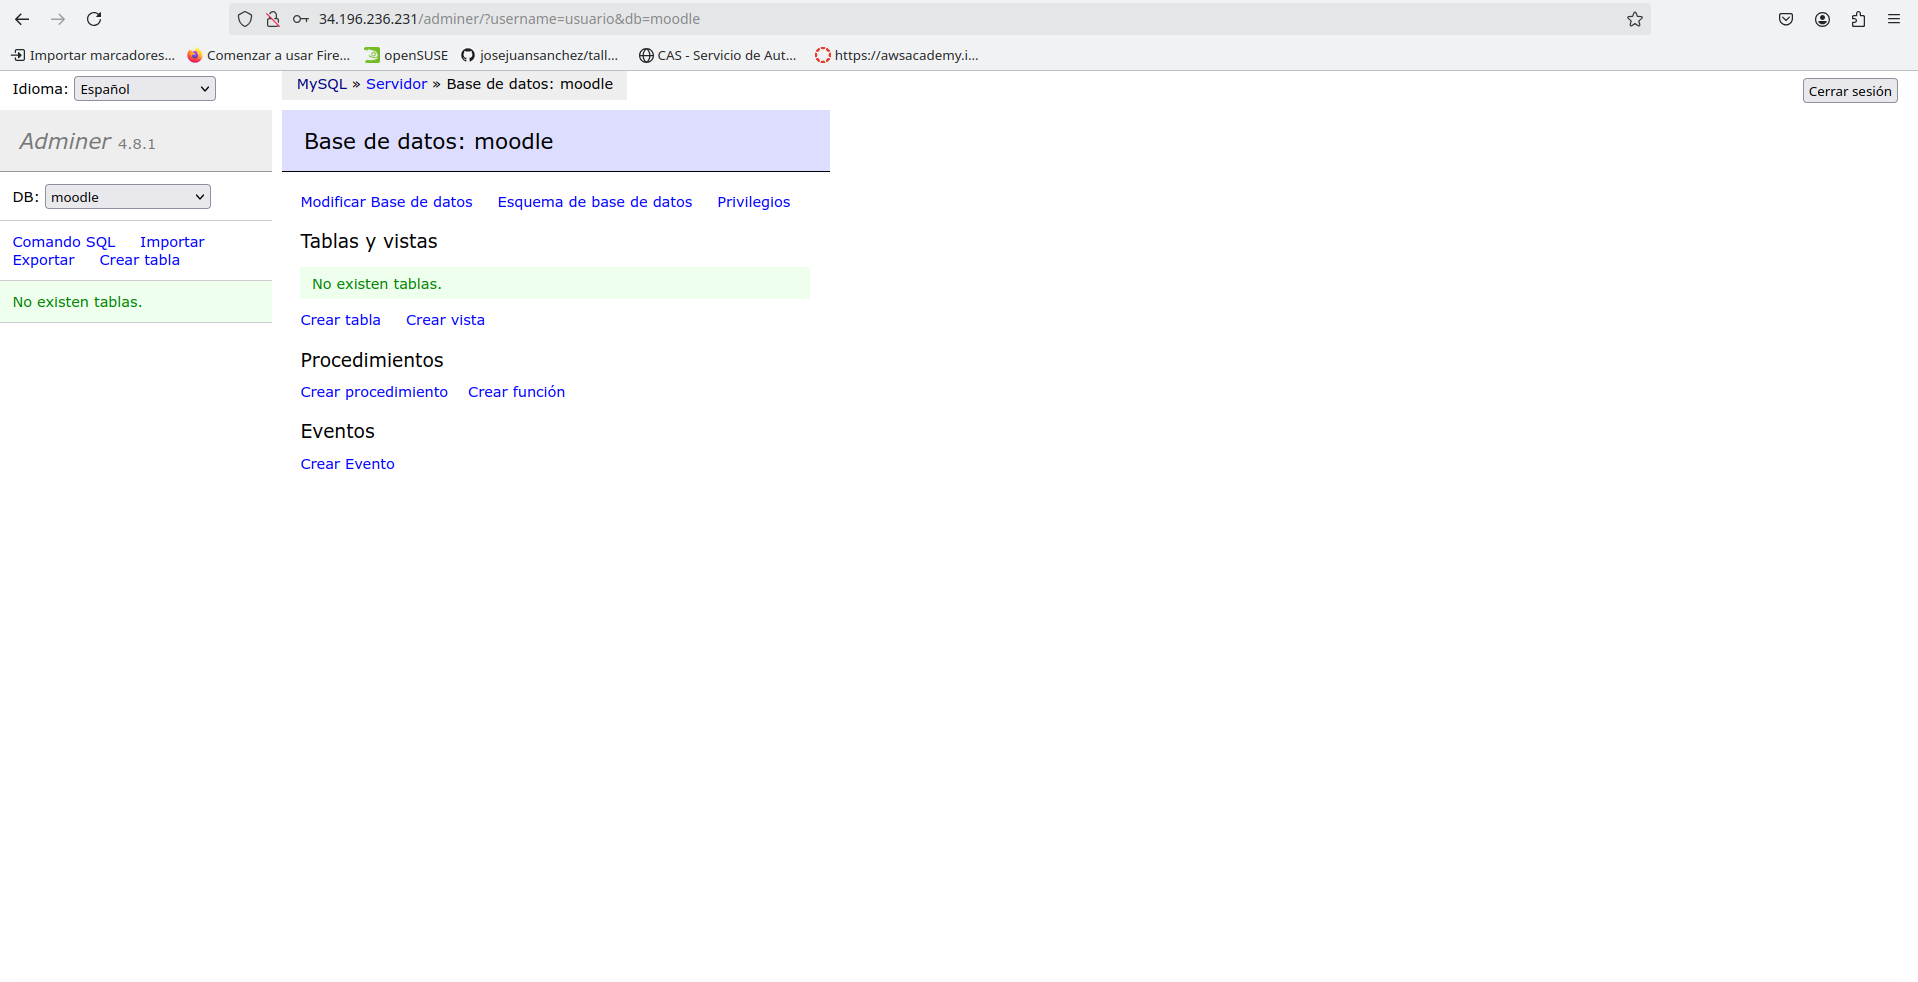 34.196.236.231/adminer/?username=usuario&db=moodle
Importar marcadores... Comenzar a usar Fire... openSUSE josejuansanchez/tall... CAS - Servicio de Aut... https://awsacademy.i...
Idioma: Español
MySQL » Servidor » Base de datos: moodle
Cerrar sesión
Adminer 4.8.1
DB: moodle
Comando SQL Importar
Exportar Crear tabla
No existen tablas.
Base de datos: moodle
Modificar Base de datos Esquema de base de datos Privilegios
Tablas y vistas
No existen tablas.
Crear tabla Crear vista
Procedimientos
Crear procedimiento Crear función
Eventos
Crear Evento